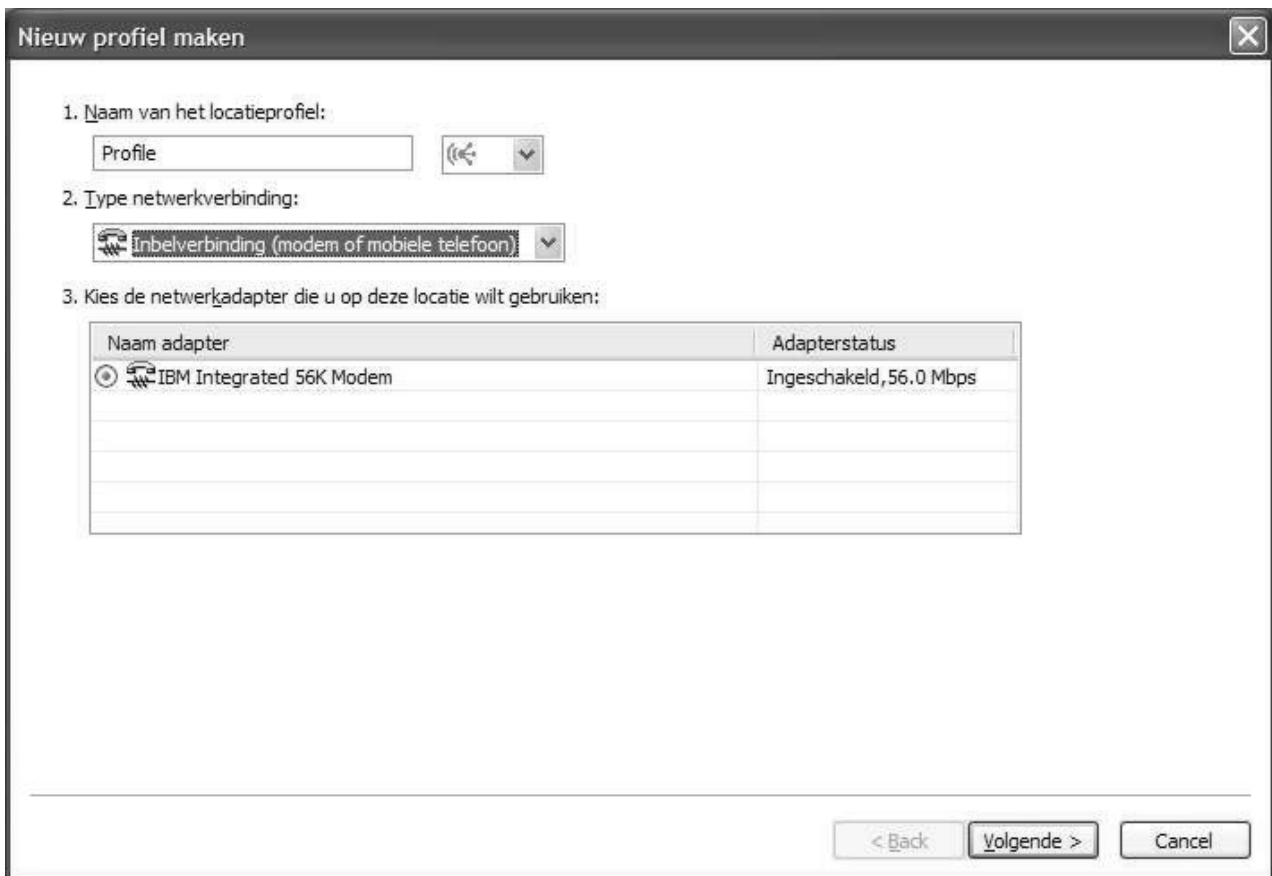 Nieuw profiel maken
1. Naam van het locatieprofiel:
Profile
2. Type netwerkverbinding:
Inbelverbinding (modem of mobiele telefoon)
3. Kies de netwerkadapter die u op deze locatie wilt gebruiken:
Naam adapter Adapterstatus
IBM Integrated 56K Modem Ingeschakeld,56.0 Mbps
< Back Volgende > Cancel